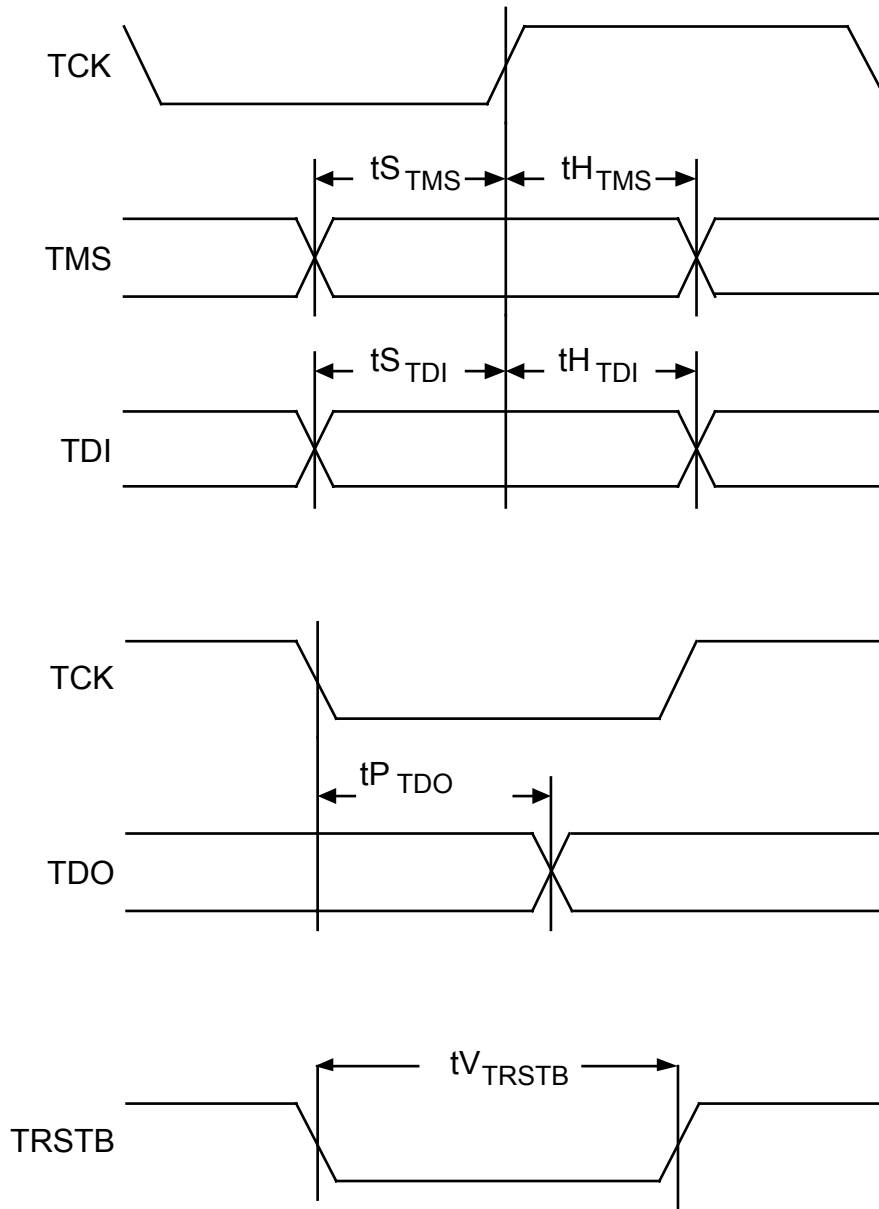 TCK
tS TMS tH TMS
TMS
tS TDI tH TDI
TDI
TCK
tP TDO
TDO
tV TRSTB
TRSTB